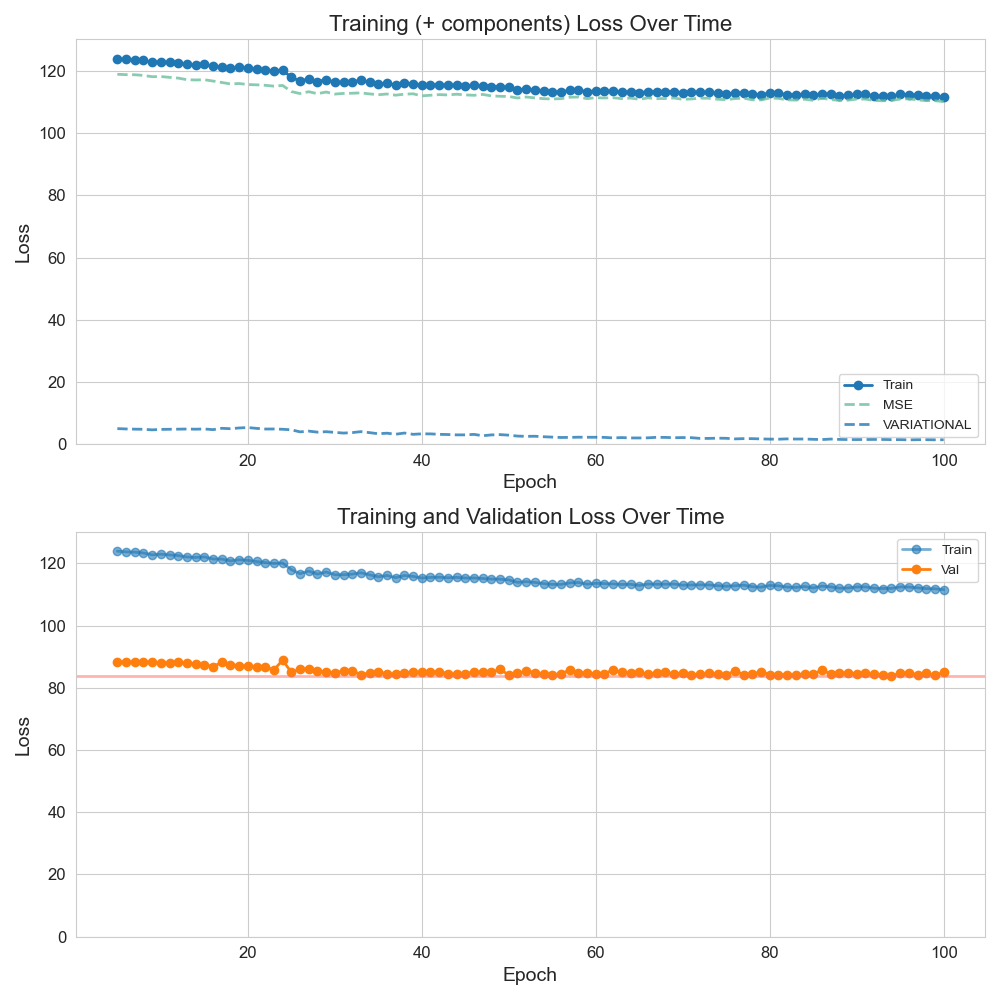 Training (+ components) Loss Over Time
120
100
80
60
40
20
0
Loss
Train
MSE
VARIATIONAL
20 40 60 80 100
Epoch
Training and Validation Loss Over Time
120
100
80
60
40
20
0
Loss
Train
Val
20 40 60 80 100
Epoch